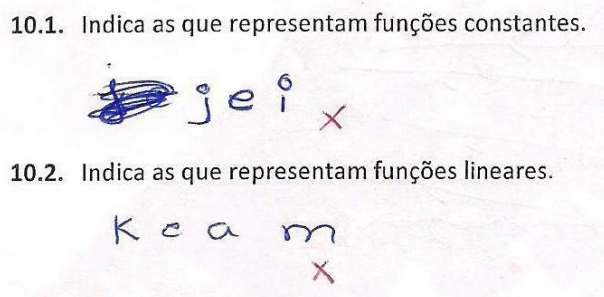 10.1. Indica as que representam funções constantes.
j e i X
10.2. Indica as que representam funções lineares.
K e a m
X